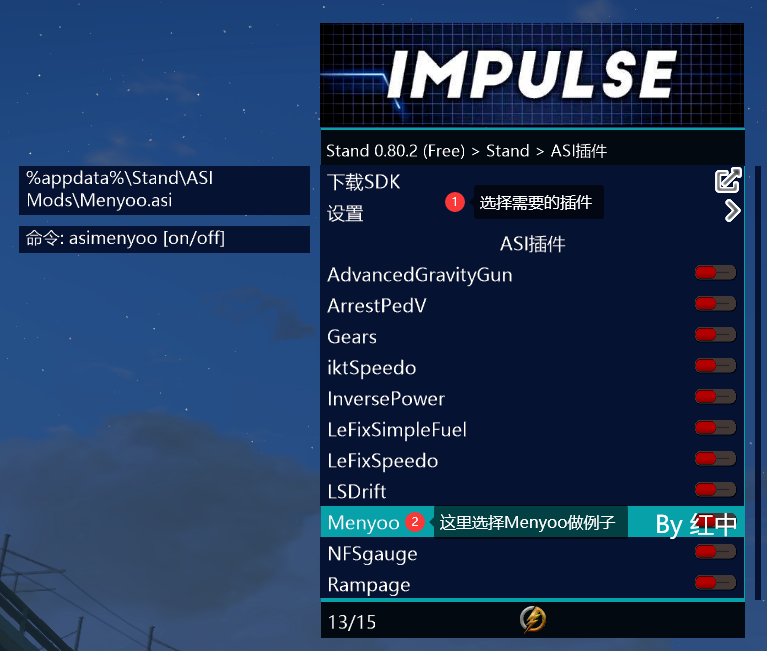 IMPULSE
Stand 0.80.2 (Free) > Stand > ASI插件
%appdata%\Stand\ASI
Mods\Menyoo.asi
命令: asimenyoo [on/off]
下载SDK
设置
1 选择需要的插件
ASI插件
AdvancedGravityGun
ArrestPedV
Gears
iktSpeedo
InversePower
LeFixSimpleFuel
LeFixSpeedo
LSDrift
Menyoo 2 这里选择Menyoo做例子 By 红中
NFSgauge
Rampage
13/15